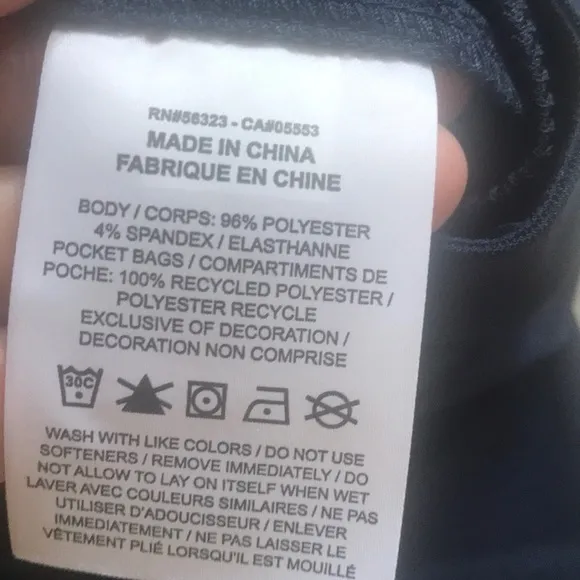 RN#56323 - CA#05553
MADE IN CHINA
FABRIQUE EN CHINE
BODY / CORPS: 96% POLYESTER
4% SPANDEX / ELASTHANNE
POCKET BAGS / COMPARTIMENTS DE
POCHE: 100% RECYCLED POLYESTER /
POLYESTER RECYCLE
EXCLUSIVE OF DECORATION /
DECORATION NON COMPRISE
30C
WASH WITH LIKE COLORS / DO NOT USE
SOFTENERS / REMOVE IMMEDIATELY / DO
NOT ALLOW TO LAY ON ITSELF WHEN WET
LAVER AVEC COULEURS SIMILAIRES / NE PAS
UTILISER D'ADOUCISSEUR / ENLEVER
IMMEDIATEMENT / NE PAS LAISSER LE
VÊTEMENT PLIÉ LORSQU'IL EST MOUILLÉ